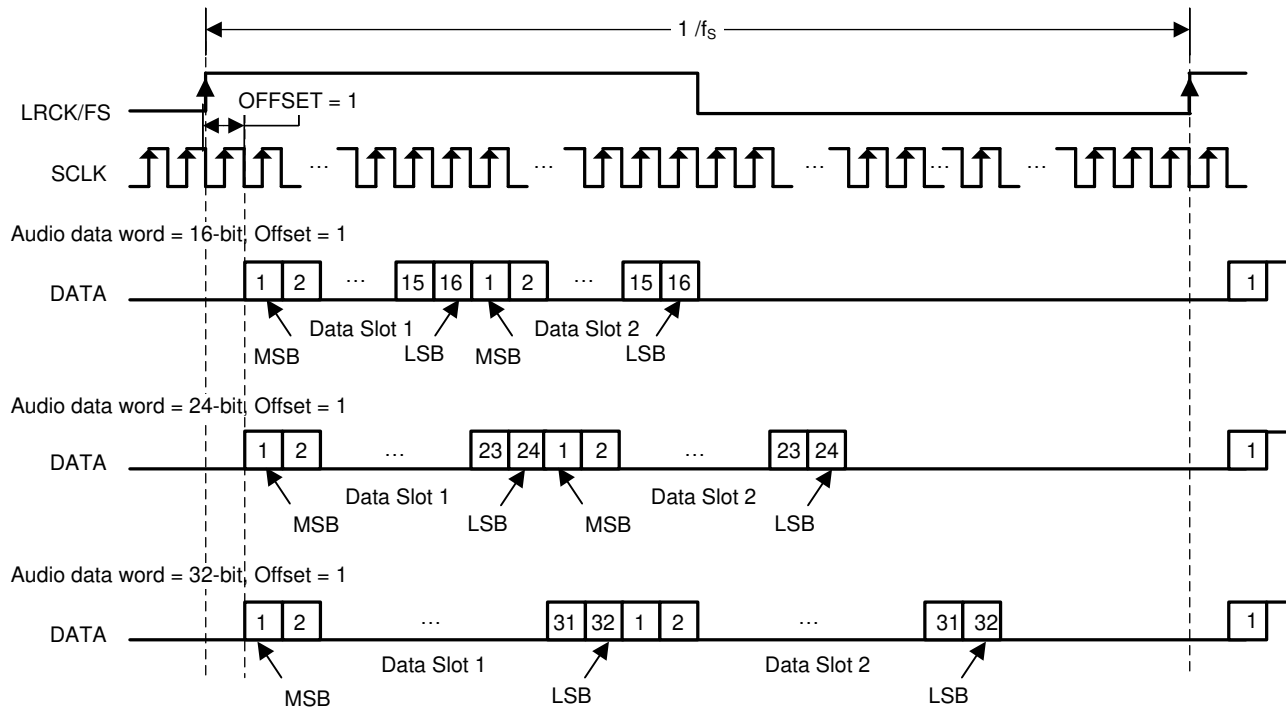 1 /fS
LRCK/FS
OFFSET = 1
SCLK
… … … … …
Audio data word = 16-bit, Offset = 1
DATA
1 2 … 15 16 1 2 … 15 16 1
Data Slot 1 Data Slot 2
MSB LSB MSB LSB
Audio data word = 24-bit, Offset = 1
DATA
1 2 … 23 24 1 2 … 23 24 1
Data Slot 1 Data Slot 2
MSB LSB MSB LSB
Audio data word = 32-bit, Offset = 1
DATA
1 2 … 31 32 1 2 … 31 32 1
Data Slot 1 Data Slot 2
MSB LSB LSB